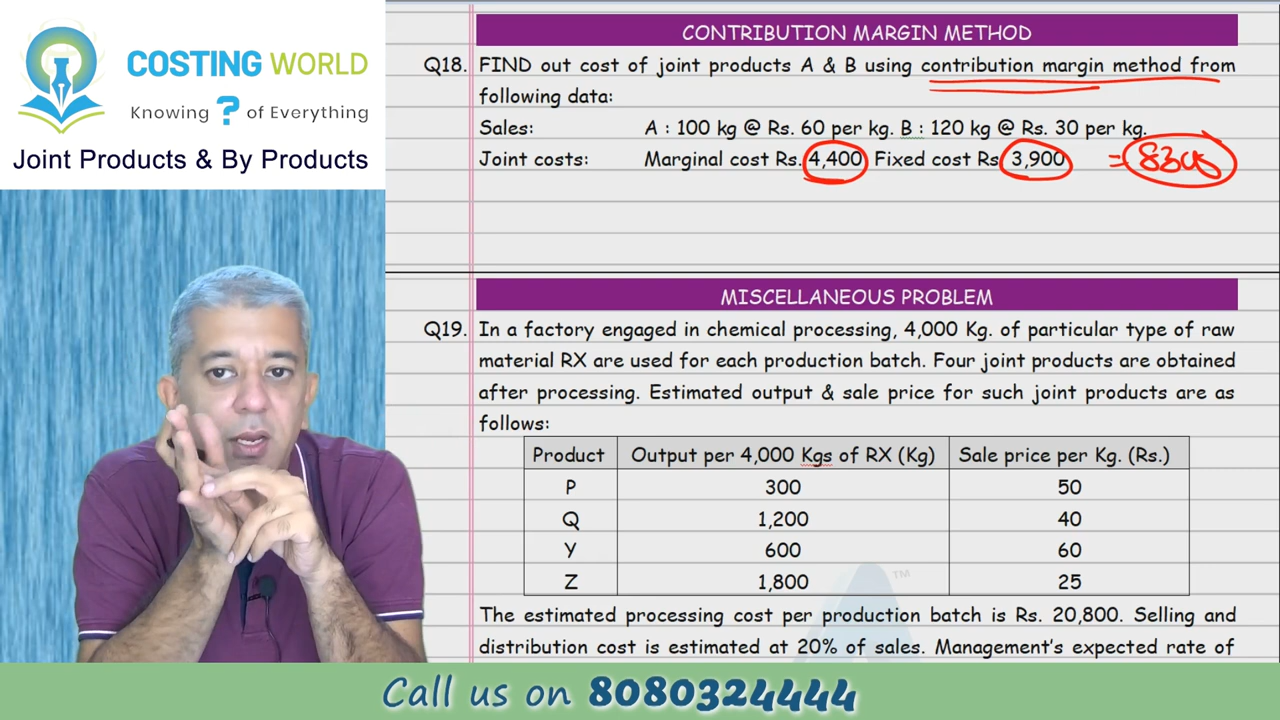 COSTING WORLD
Knowing ? of Everything
Joint Products & By Products
CONTRIBUTION MARGIN METHOD
Q18. FIND out cost of joint products A & B using contribution margin method from
following data:
Sales: A : 100 kg @ Rs. 60 per kg. B : 120 kg @ Rs. 30 per kg.
Joint costs: Marginal cost Rs. 4,400 Fixed cost Rs 3,900 =
MISCELLANEOUS PROBLEM
Q19. In a factory engaged in chemical processing, 4,000 Kg. of particular type of raw
material RX are used for each production batch. Four joint products are obtained
after processing. Estimated output & sale price for such joint products are as
follows:
Product Output per 4,000 Kgs of RX (Kg) Sale price per Kg. (Rs.)
P 300 50
Q 1,200 40
Y 600 60
Z 1,800 25
TM
The estimated processing cost per production batch is Rs. 20,800. Selling and
distribution cost is estimated at 20% of sales. Management's expected rate of
Call us on 8080324444